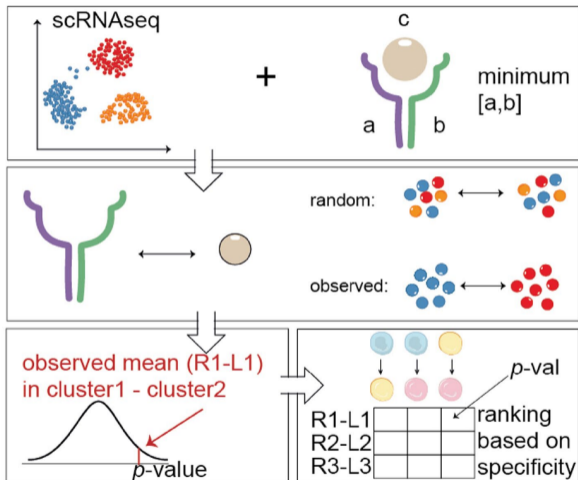 scRNAseq
+
c
a
b
minimum
[a,b]
random:
observed:
observed mean (R1-L1)
in cluster1 - cluster2
p-value
p-val
R1-L1
R2-L2
R3-L3
ranking
based on
specificity